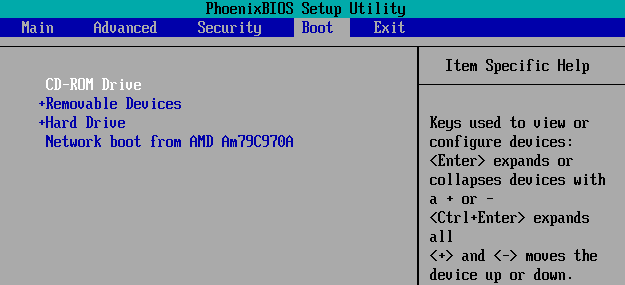 PhoenixBIOS Setup Utility
Main Advanced Security Boot Exit
CD-ROM Drive
+Removable Devices
+Hard Drive
Network boot from AMD Am79C970A
Item Specific Help
Keys used to view or
configure devices:
<Enter> expands or
collapses devices with
a + or -
<Ctrl+Enter> expands
all
<+> and <-> moves the
device up or down.